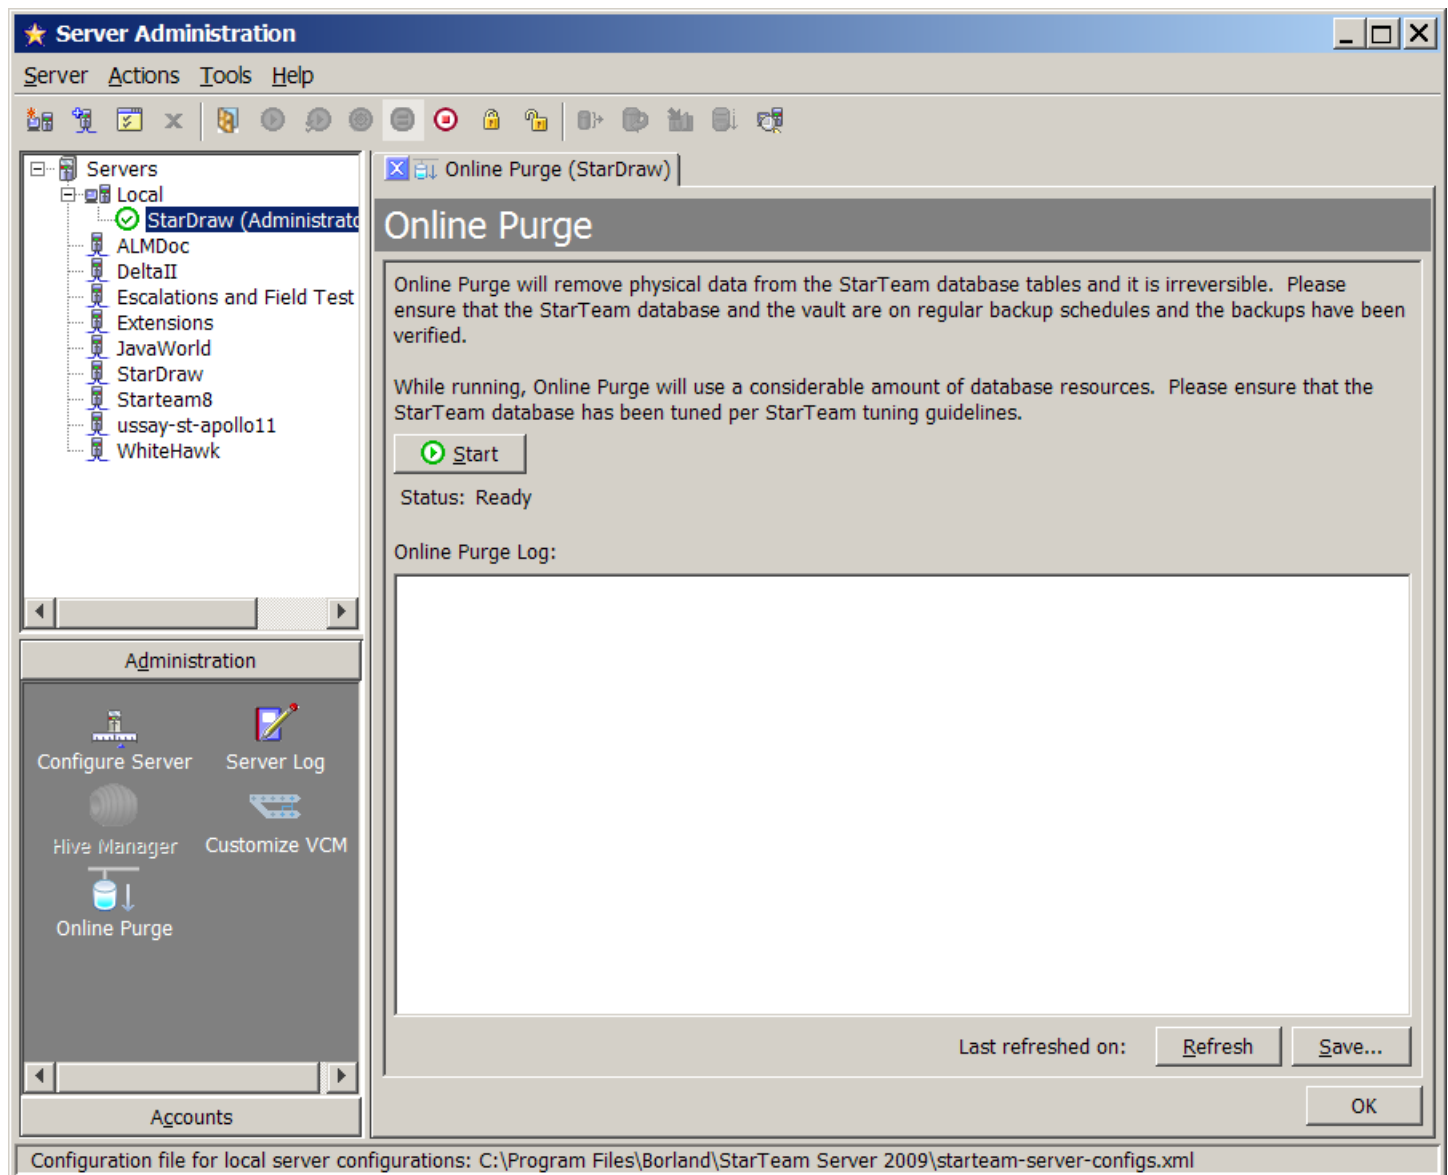 Server Administration
Server Actions Tools Help
Servers
Local
StarDraw (Administrato
ALMDoc
DeltaII
Escalations and Field Test
Extensions
JavaWorld
StarDraw
Starteam8
ussay-st-apollo11
WhiteHawk
Administration
Configure Server Server Log
Hive Manager Customize VCM
Online Purge
Accounts
Online Purge (StarDraw)
Online Purge
Online Purge will remove physical data from the StarTeam database tables and it is irreversible. Please
ensure that the StarTeam database and the vault are on regular backup schedules and the backups have been
verified.
While running, Online Purge will use a considerable amount of database resources. Please ensure that the
StarTeam database has been tuned per StarTeam tuning guidelines.
Start
Status: Ready
Online Purge Log:
Last refreshed on: Refresh Save...
OK
Configuration file for local server configurations: C:\Program Files\Borland\StarTeam Server 2009\starteam-server-configs.xml